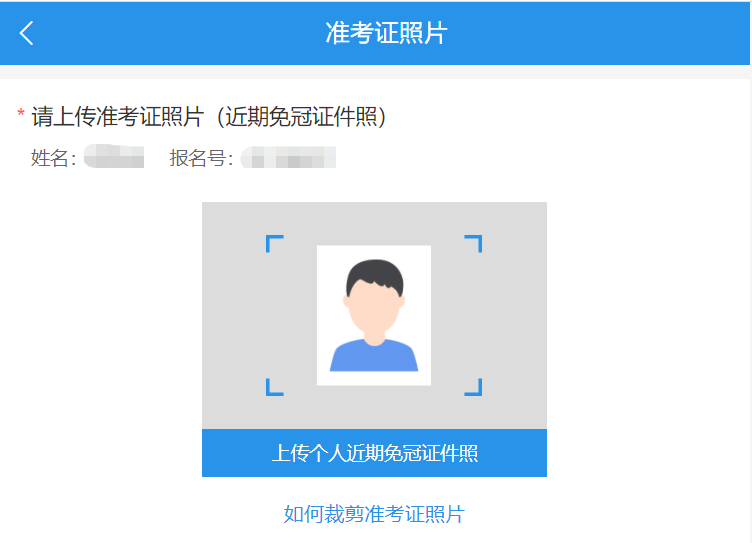 准考证照片
* 请上传准考证照片（近期免冠证件照）
姓名： 报名号：
上传个人近期免冠证件照
如何裁剪准考证照片